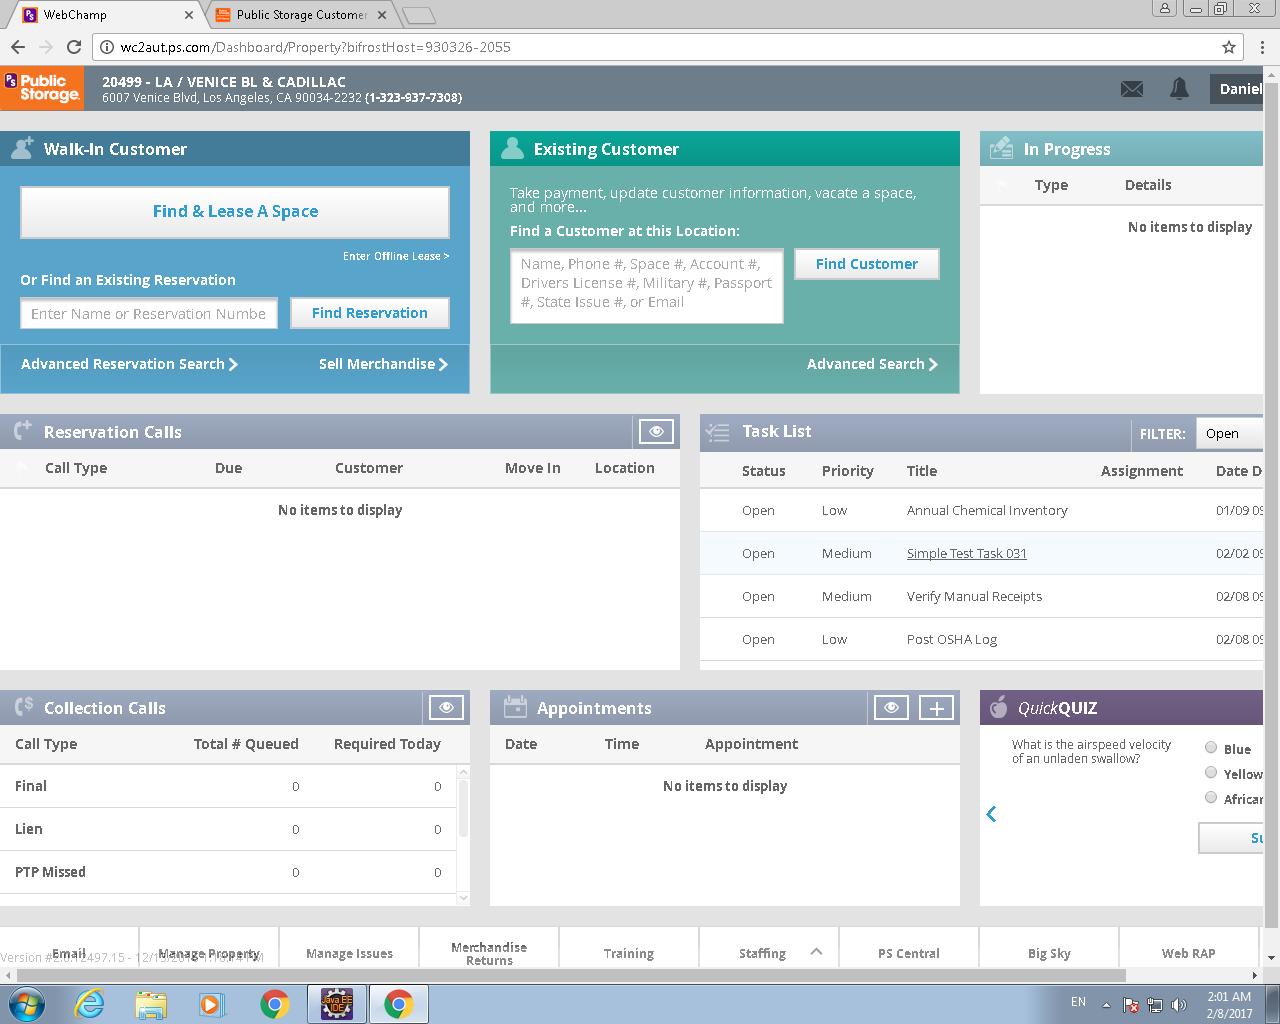 WebChamp
Public Storage Customer
wc2aut.ps.com/Dashboard/Property?bifrostHost=930326-2055
PS Public Storage.
20499 - LA / VENICE BL & CADILLAC
6007 Venice Blvd, Los Angeles, CA 90034-2232 (1-323-937-7308)
Daniel
Walk-In Customer
Find & Lease A Space
Enter Offline Lease >
Or Find an Existing Reservation
Enter Name or Reservation Numbe
Find Reservation
Advanced Reservation Search
Sell Merchandise
Existing Customer
Take payment, update customer information, vacate a space,
and more...
Find a Customer at this Location:
Name, Phone #, Space #, Account #,
Drivers License #, Military #, Passport
#, State Issue #, or Email
Find Customer
Advanced Search
In Progress
Type Details
No items to display
Reservation Calls
Call Type Due Customer Move In Location
No items to display
Task List
FILTER: Open
Status Priority Title Assignment Date D
Open Low Annual Chemical Inventory 01/09 09
Open Medium Simple Test Task 031 02/02 09
Open Medium Verify Manual Receipts 02/08 09
Open Low Post OSHA Log 02/08 09
Collection Calls
Call Type Total # Queued Required Today
Final 0 0
Lien 0 0
PTP Missed 0 0
Appointments
Date Time Appointment
No items to display
QuickQUIZ
What is the airspeed velocity
of an unladen swallow?
Blue
Yellow
African
Su
Email
Manage Property
Manage Issues
Merchandise
Returns
Training
Staffing
PS Central
Big Sky
Web RAP
Java EE
IDE
EN
2:01 AM
2/8/2017